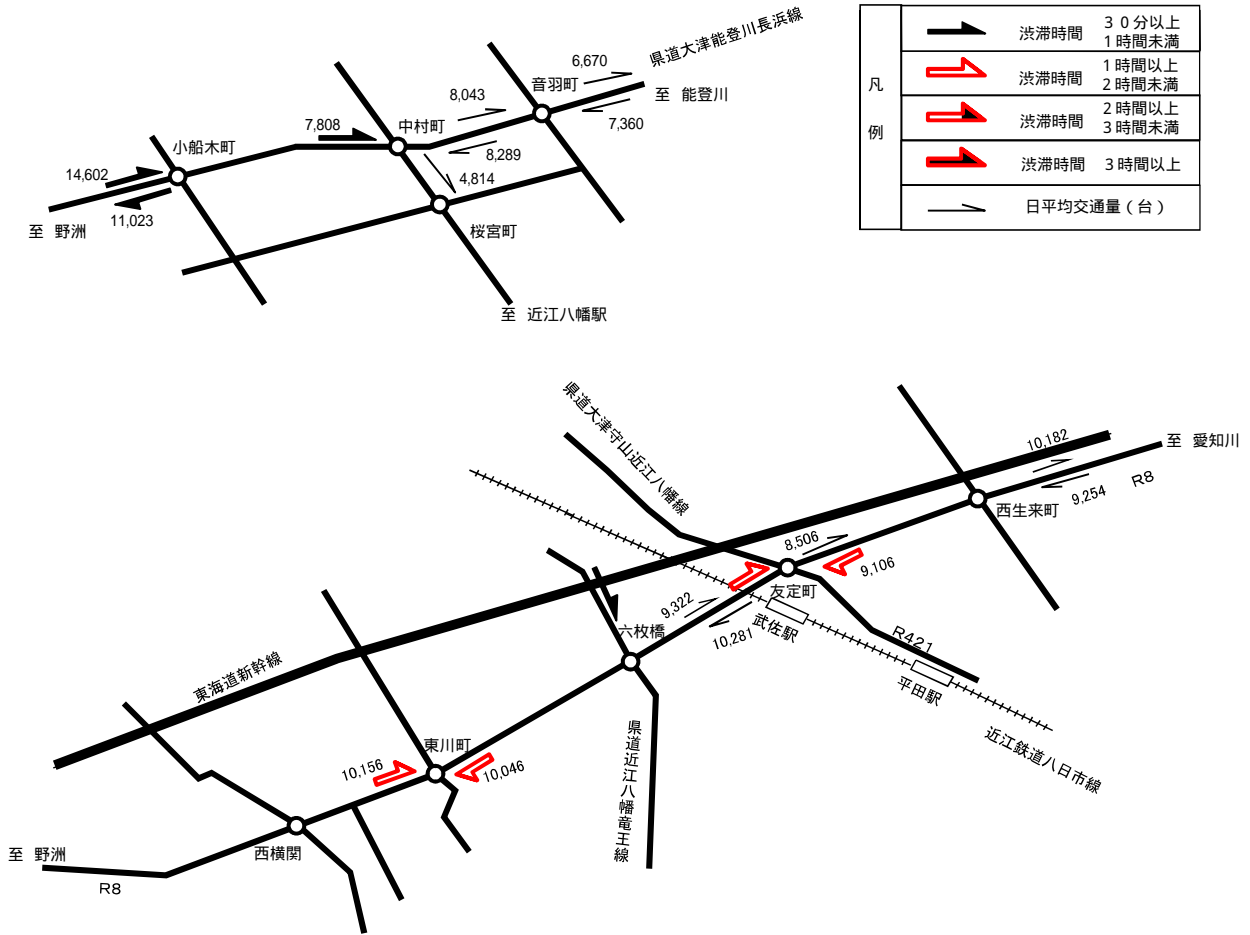 県道大津能登川長浜線
6,670
音羽町
至 能登川
8,043
7,360
7,808
中村町
8,289
小船木町
14,602
4,814
11,023
至 野洲
桜宮町
至 近江八幡駅
凡例
渋滞時間 30分以上
1時間未満
渋滞時間 1時間以上
2時間未満
渋滞時間 2時間以上
3時間未満
渋滞時間 3時間以上
日平均交通量(台)
県道大津守山近江八幡線
10,182
至 愛知川
R8
9,254
西生来町
8,506
9,106
友定町
9,322
10,281
武佐駅
六枚橋
R421
平田駅
近江鉄道八日市線
東海道新幹線
県道近江八幡竜王線
東川町
10,156
10,046
西横関
至 野洲
R8